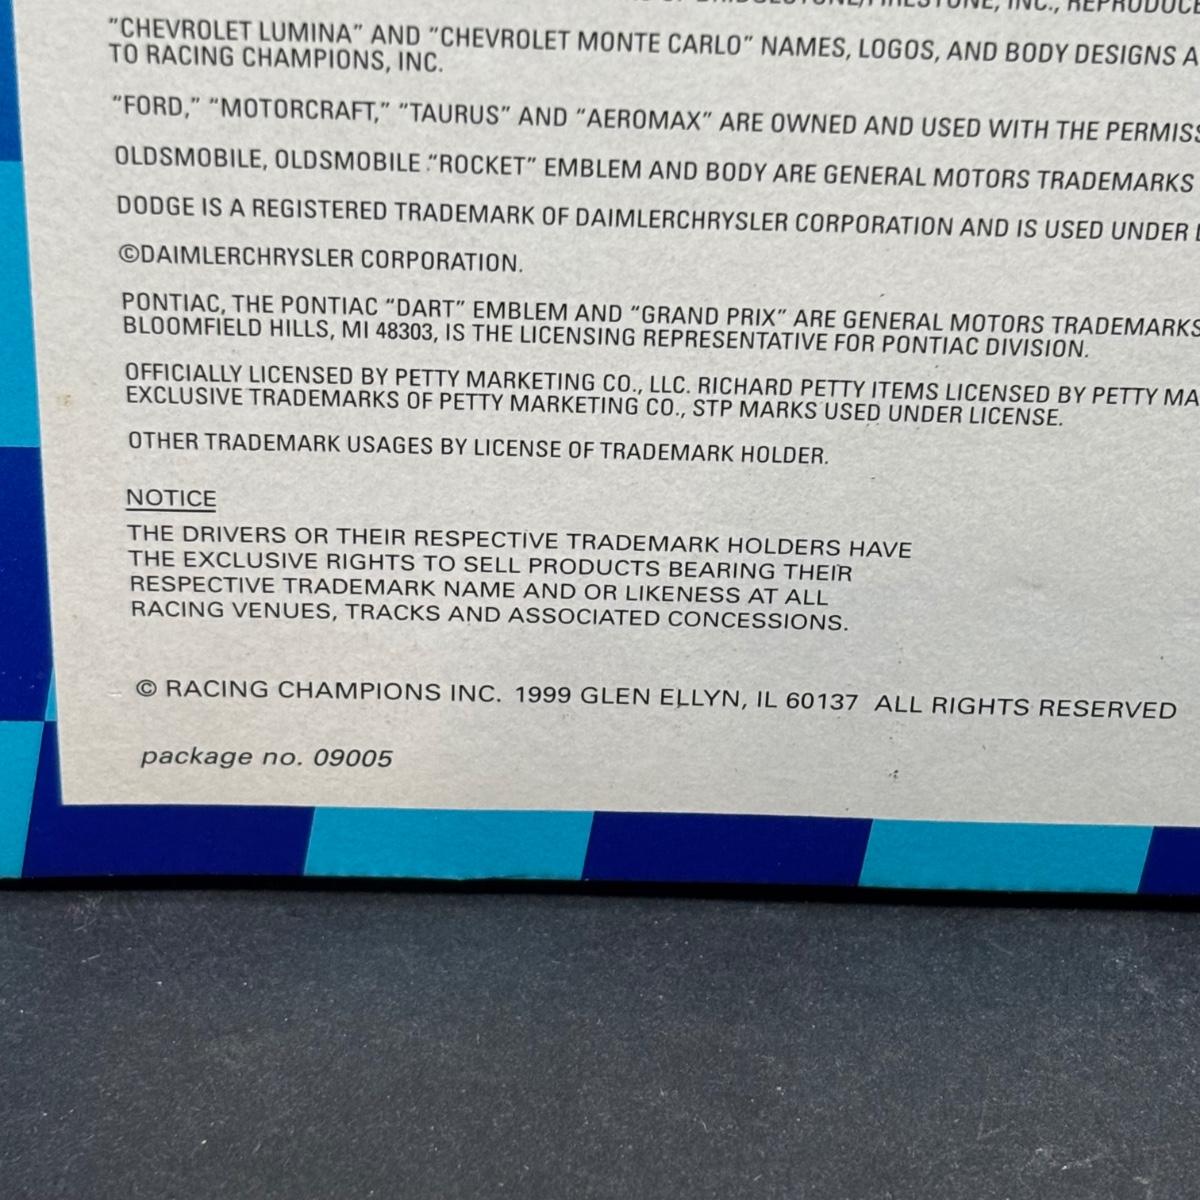 BRIDGESTONE/FIRESTONE, INC., REPRODUCE
"CHEVROLET LUMINA" AND "CHEVROLET MONTE CARLO" NAMES, LOGOS, AND BODY DESIGNS A
TO RACING CHAMPIONS, INC.
"FORD," "MOTORCRAFT," "TAURUS" AND "AEROMAX" ARE OWNED AND USED WITH THE PERMISS
OLDSMOBILE, OLDSMOBILE "ROCKET" EMBLEM AND BODY ARE GENERAL MOTORS TRADEMARKS
DODGE IS A REGISTERED TRADEMARK OF DAIMLERCHRYSLER CORPORATION AND IS USED UNDER L
©DAIMLERCHRYSLER CORPORATION.
PONTIAC, THE PONTIAC "DART" EMBLEM AND "GRAND PRIX" ARE GENERAL MOTORS TRADEMARKS
BLOOMFIELD HILLS, MI 48303, IS THE LICENSING REPRESENTATIVE FOR PONTIAC DIVISION.
OFFICIALLY LICENSED BY PETTY MARKETING CO., LLC. RICHARD PETTY ITEMS LICENSED BY PETTY MA
EXCLUSIVE TRADEMARKS OF PETTY MARKETING CO., STP MARKS USED UNDER LICENSE.
OTHER TRADEMARK USAGES BY LICENSE OF TRADEMARK HOLDER.
NOTICE
THE DRIVERS OR THEIR RESPECTIVE TRADEMARK HOLDERS HAVE
THE EXCLUSIVE RIGHTS TO SELL PRODUCTS BEARING THEIR
RESPECTIVE TRADEMARK NAME AND OR LIKENESS AT ALL
RACING VENUES, TRACKS AND ASSOCIATED CONCESSIONS.
© RACING CHAMPIONS INC. 1999 GLEN ELLYN, IL 60137 ALL RIGHTS RESERVED
package no. 09005